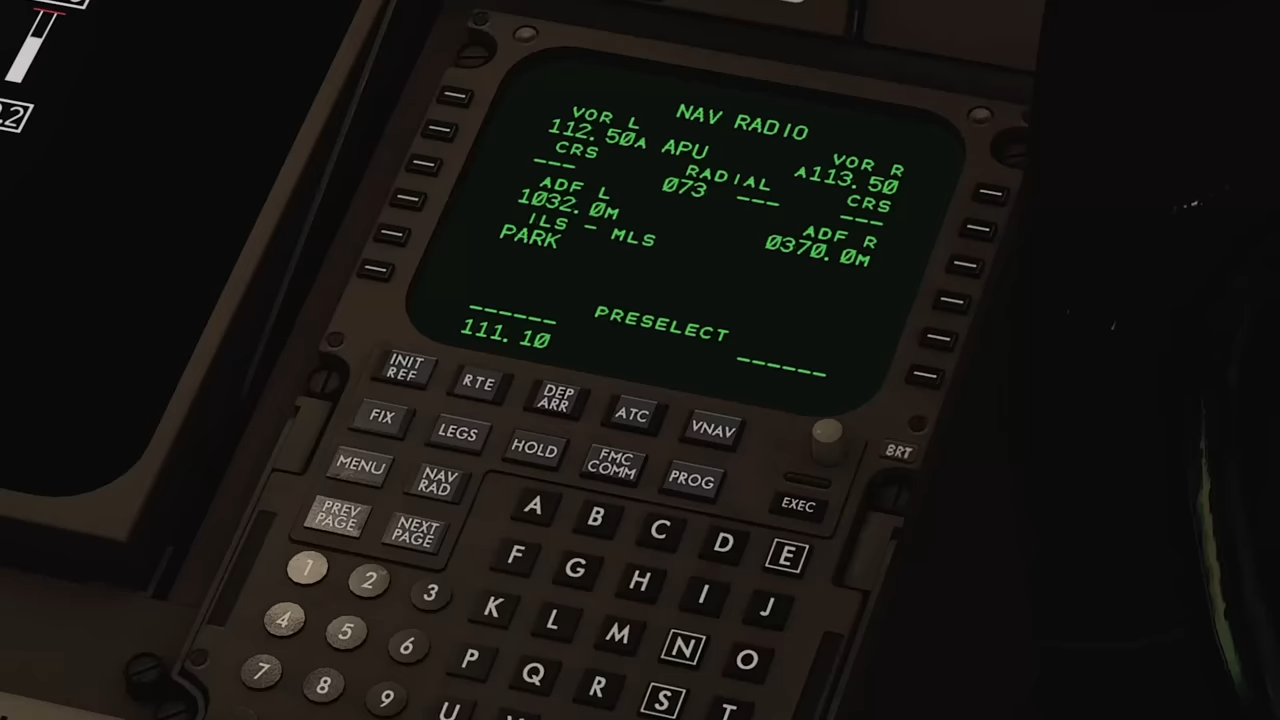 .2
NAV RADIO
VOR L VOR R
112.50A APU A113.50
CRS RADIAL CRS
--- 073 --- ---
ADF L ADF R
1032.0M 0370.0M
ILS - MLS
PARK
------ PRESELECT
111.10 ------
INIT REF RTE DEP ARR ATC VNAV
FIX LEGS HOLD FMC COMM PROG BRT
MENU NAV RAD EXEC
PREV PAGE NEXT PAGE
A B C D E
F G H I J
K L M N O
P Q R S T
U
1 2 3
4 5 6
7 8 9